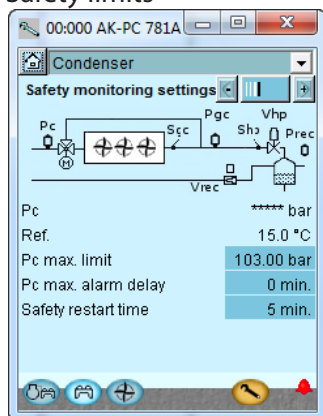 Safety limits
00:000 AK-PC 781A
Condenser
Safety monitoring settings
Pgc Vhp
Pc Scc Shp Prec
M
Vrec
Pc ***** bar
Ref. 15.0 °C
Pc max. limit 103.00 bar
Pc max. alarm delay 0 min.
Safety restart time 5 min.